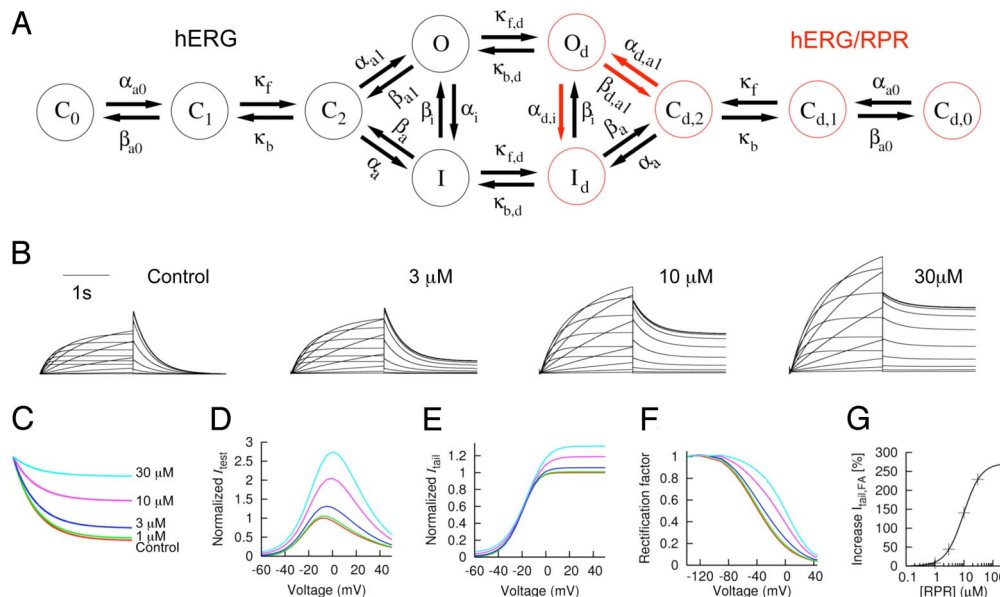 A
hERG
hERG/RPR
C0
αa0
βa0
C1
κf
κb
C2
αa1
βa1
βa
αa
O
βi
αi
I
κf,d
κb,d
κf,d
κb,d
Od
αd,i
βi
Id
αd,a1
βd,a1
βa
αa
Cd,2
κf
κb
Cd,1
αa0
βa0
Cd,0
B
1s
Control
3 μM
10 μM
30μM
C
30 μM
10 μM
3 μM
1 μM
Control
D
Normalized Itest
3
2.5
2
1.5
1
0.5
0
-60 -40 -20 0 20 40
Voltage (mV)
E
Normalized Itail
1.2
1.0
0.8
0.6
0.4
0.2
0
-60 -40 -20 0 20 40
Voltage (mV)
F
Rectification factor
1
0.8
0.6
0.4
0.2
0
-120 -80 -40 0 40
Voltage (mV)
G
Increase Itail,FA [%]
300
250
200
150
100
50
0
0.1 1 10 100
[RPR] (μM)